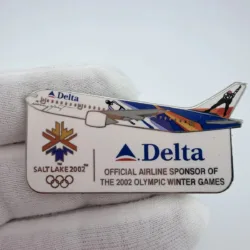 Delta
Delta
SALT LAKE 2002
OFFICIAL AIRLINE SPONSOR OF
THE 2002 OLYMPIC WINTER GAMES